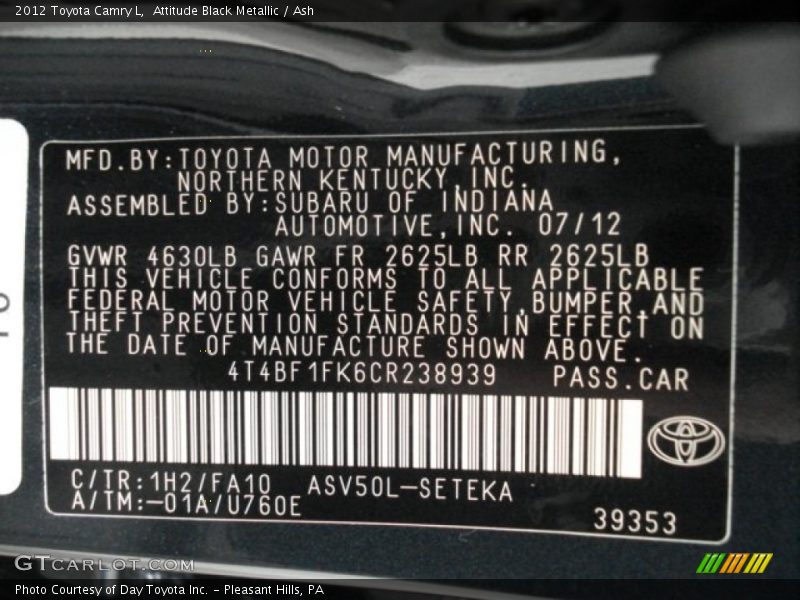 2012 Toyota Camry L, Attitude Black Metallic / Ash
MFD.BY:TOYOTA MOTOR MANUFACTURING,
NORTHERN KENTUCKY,INC.
ASSEMBLED BY:SUBARU OF INDIANA
AUTOMOTIVE,INC. 07/12
GVWR 4630LB GAWR FR 2625LB RR 2625LB
THIS VEHICLE CONFORMS TO ALL APPLICABLE
FEDERAL MOTOR VEHICLE SAFETY,BUMPER,AND
THEFT PREVENTION STANDARDS IN EFFECT ON
THE DATE OF MANUFACTURE SHOWN ABOVE.
4T4BF1FK6CR238939 PASS.CAR
C/TR:1H2/FA10 ASV50L-SETEKA
A/TM:-01A/U760E
39353
GTCARLOT.COM
Photo Courtesy of Day Toyota Inc. - Pleasant Hills, PA